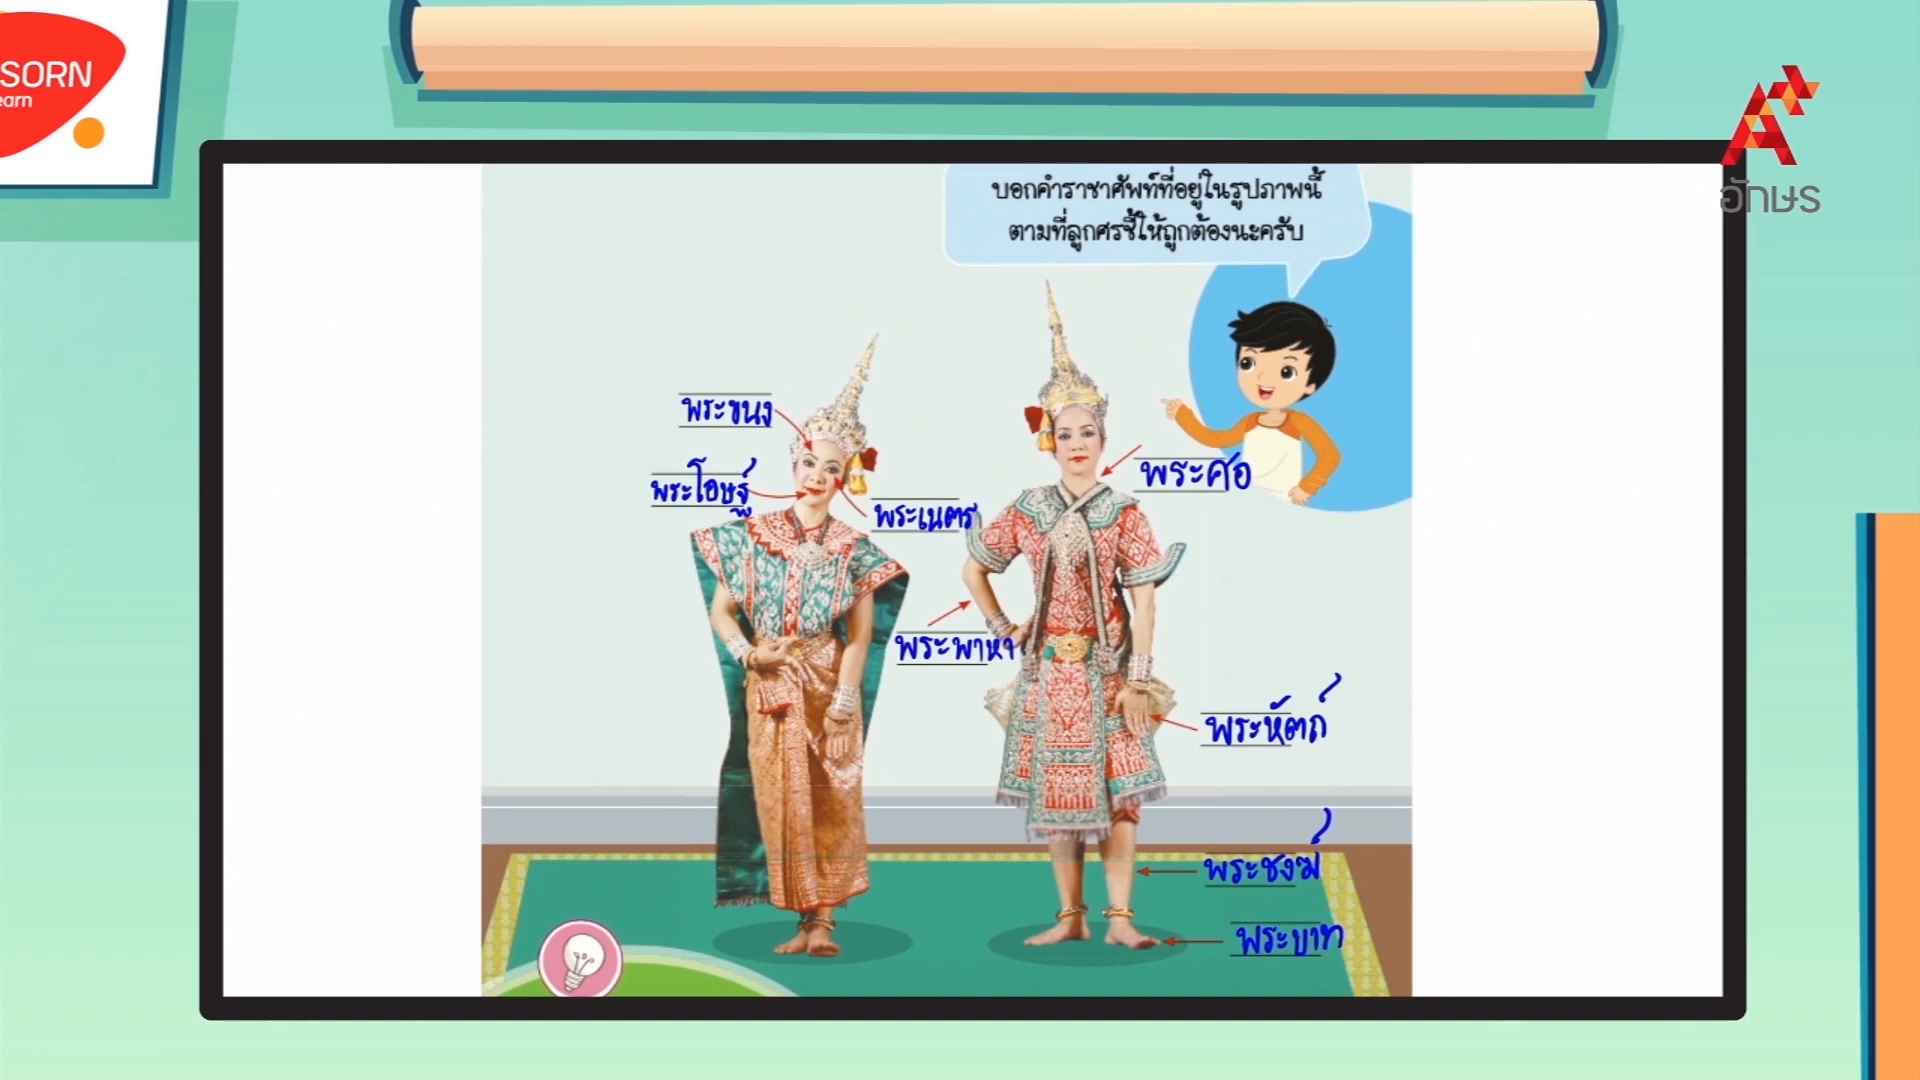 SORN
earn
อักษร
บอกคำราชาศัพท์ที่อยู่ในรูปภาพนี้
ตามที่ลูกศรชี้ให้ถูกต้องนะครับ
พระขนง
พระโอษฐ์
พระเนตร
พระศอ
พระพาหา
พระหัตถ์
พระชงฆ์
พระบาท